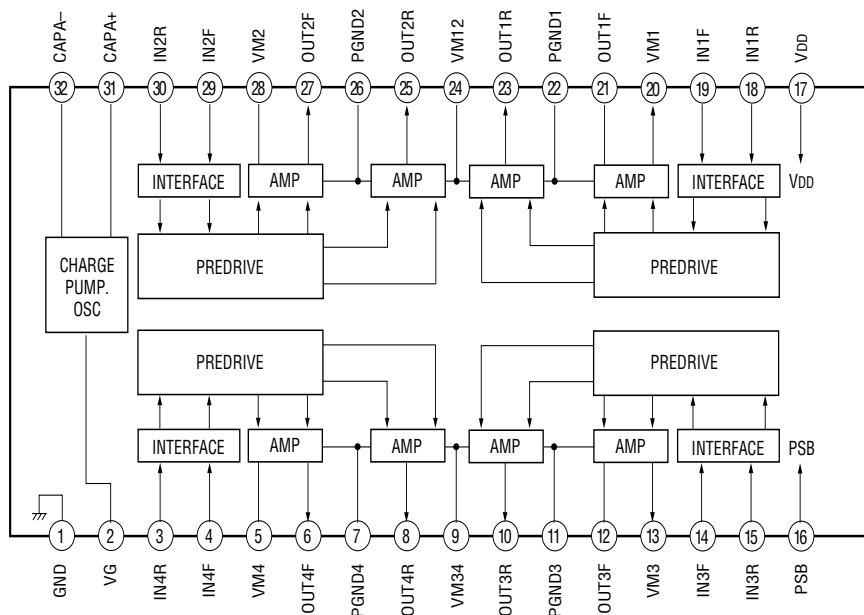 CAPA–
CAPA+
IN2R
IN2F
VM2
OUT2F
PGND2
OUT2R
VM12
OUT1R
PGND1
OUT1F
VM1
IN1F
IN1R
VDD
32
31
30
29
28
27
26
25
24
23
22
21
20
19
18
17
INTERFACE
AMP
AMP
AMP
AMP
INTERFACE
VDD
CHARGE
PUMP.
OSC
PREDRIVE
PREDRIVE
PREDRIVE
PREDRIVE
INTERFACE
AMP
AMP
AMP
AMP
INTERFACE
PSB
1
2
3
4
5
6
7
8
9
10
11
12
13
14
15
16
GND
VG
IN4R
IN4F
VM4
OUT4F
PGND4
OUT4R
VM34
OUT3R
PGND3
OUT3F
VM3
IN3F
IN3R
PSB